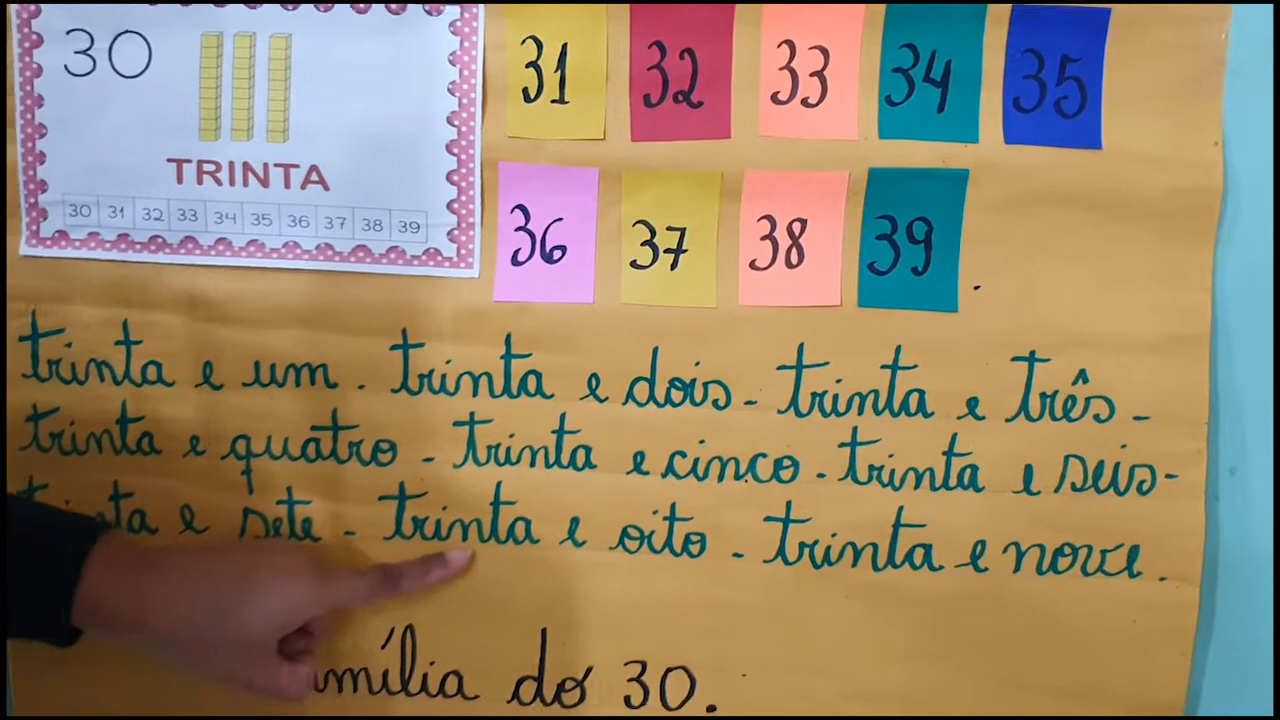 30
TRINTA
30 31 32 33 34 35 36 37 38 39
31 32 33 34 35
36 37 38 39 .
trinta e um. trinta e dois - trinta e três -
trinta e quatro - trinta e cinco - trinta e seis -
e sete - trinta e oito - trinta e nove.
do 30.